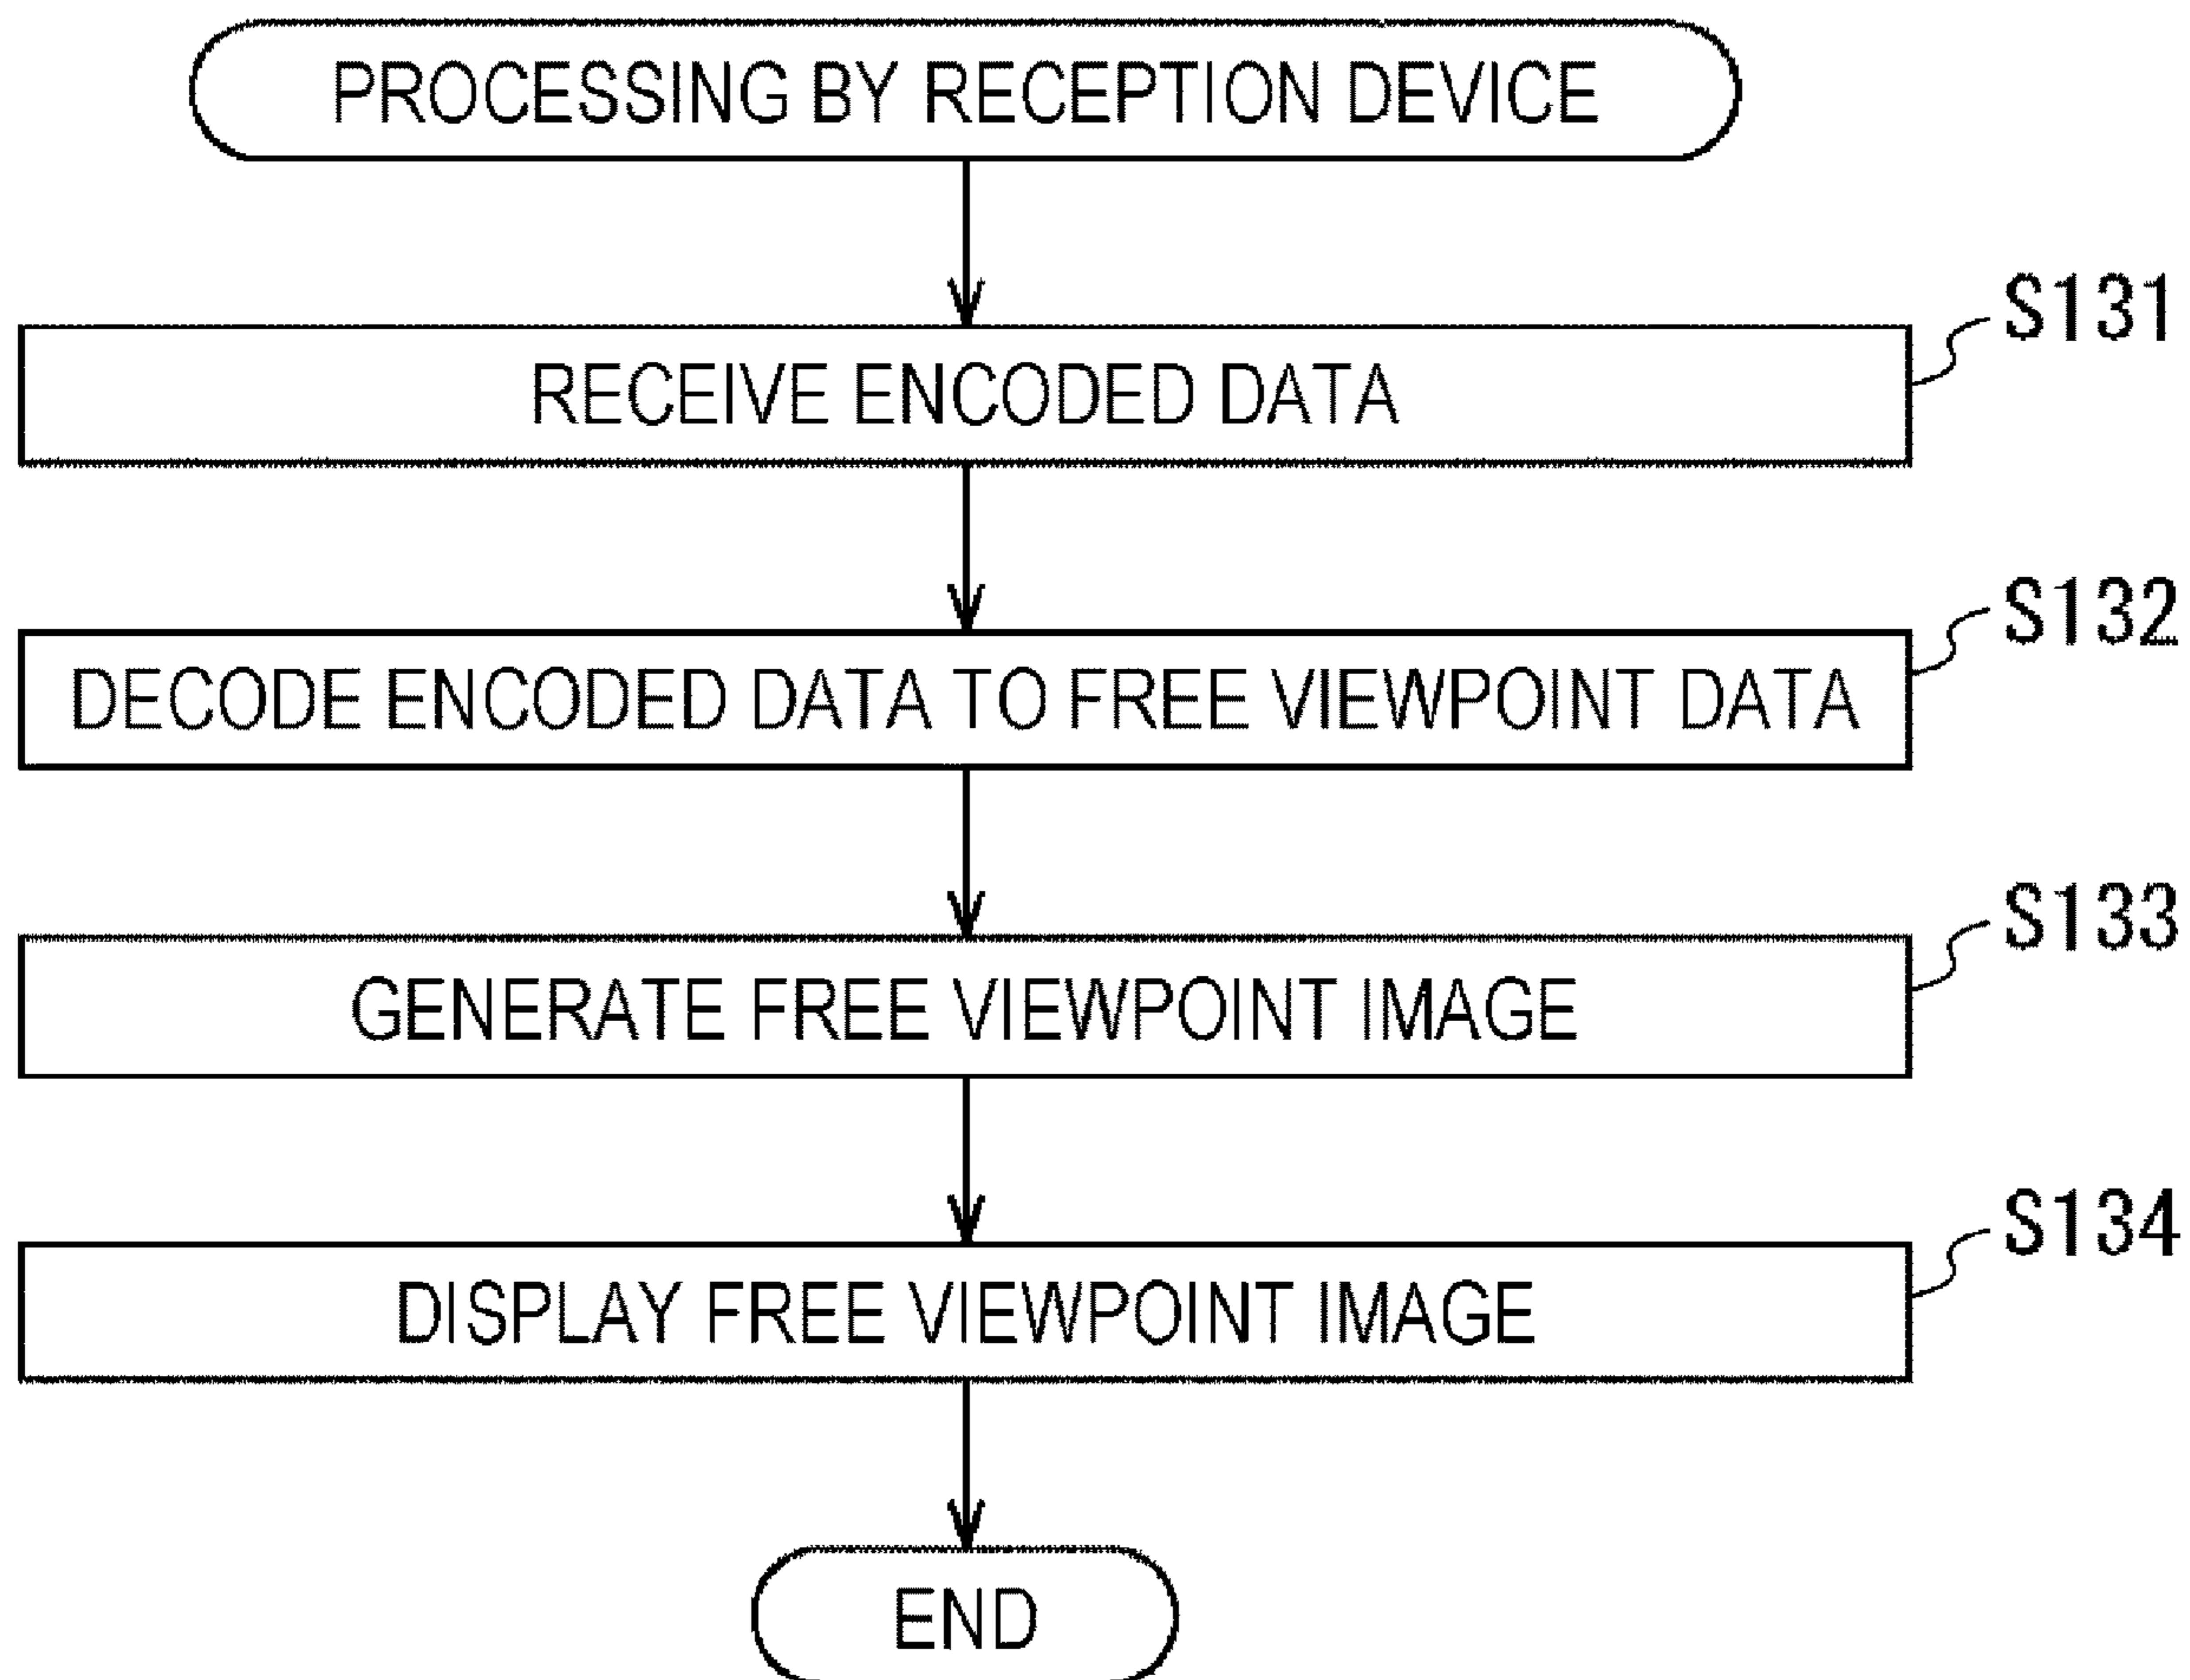 PROCESSING BY RECEPTION DEVICE
S131
RECEIVE ENCODED DATA
S132
DECODE ENCODED DATA TO FREE VIEWPOINT DATA
S133
GENERATE FREE VIEWPOINT IMAGE
S134
DISPLAY FREE VIEWPOINT IMAGE
END